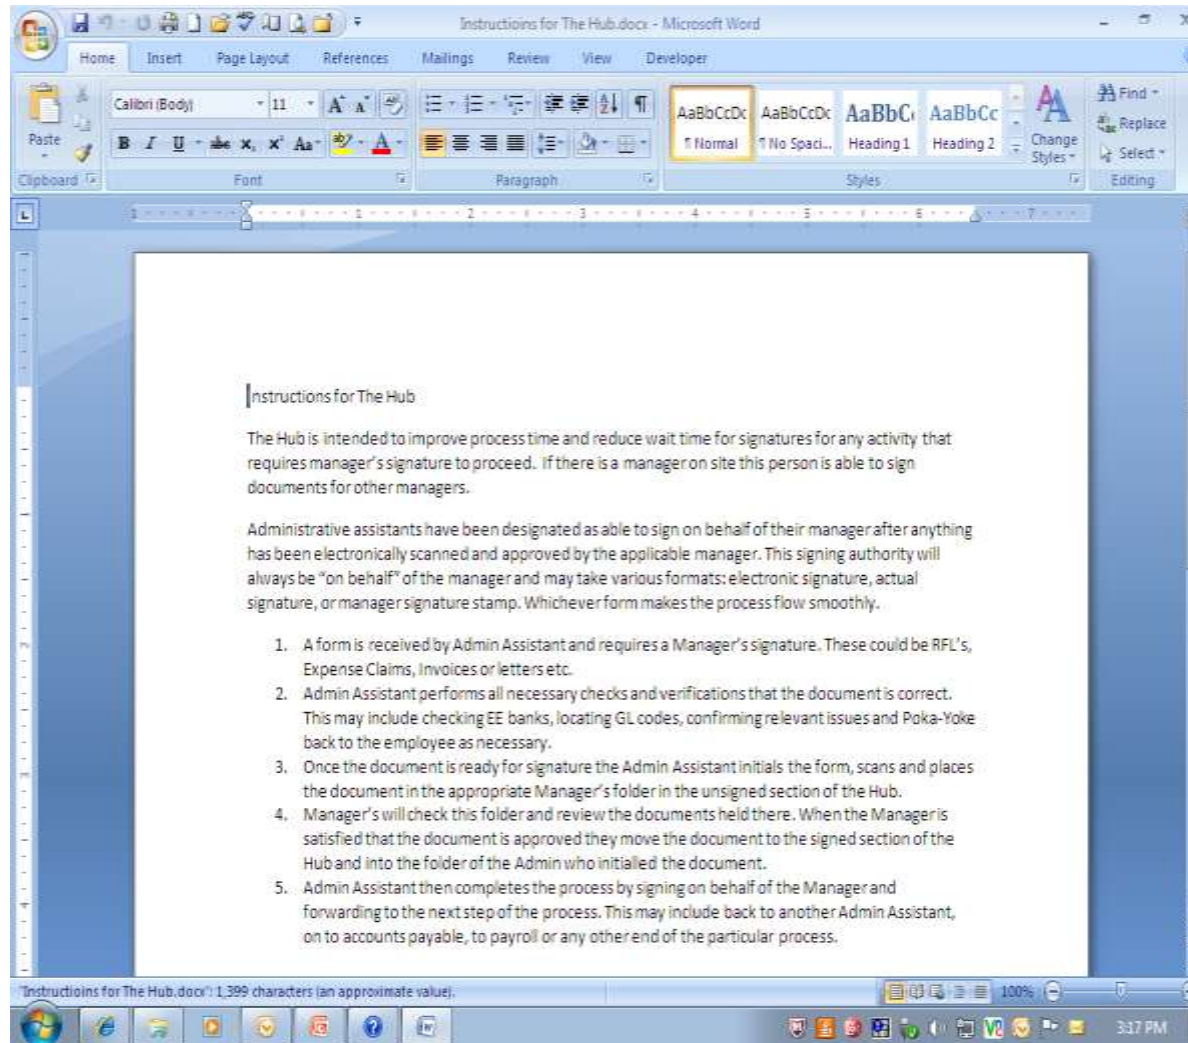 Instructioins for The Hub.docx - Microsoft Word
Home Insert Page Layout References Mailings Review View Developer
Calibri (Body) 11
Paste
B I U abc x₂ x² Aa A
AaBbCcDc AaBbCcDc AaBbC AaBbCc
¶ Normal ¶ No Spaci... Heading 1 Heading 2
Change Styles
Find
Replace
Select
Clipboard Font Paragraph Styles Editing
1 1 2 3 4 5 6 7
Instructions for The Hub
The Hub is intended to improve process time and reduce wait time for signatures for any activity that
requires manager's signature to proceed. If there is a manager on site this person is able to sign
documents for other managers.
Administrative assistants have been designated as able to sign on behalf of their manager after anything
has been electronically scanned and approved by the applicable manager. This signing authority will
always be "on behalf" of the manager and may take various formats: electronic signature, actual
signature, or manager signature stamp. Whichever form makes the process flow smoothly.
1. A form is received by Admin Assistant and requires a Manager's signature. These could be RFL's,
Expense Claims, Invoices or letters etc.
2. Admin Assistant performs all necessary checks and verifications that the document is correct.
This may include checking EE banks, locating GL codes, confirming relevant issues and Poka-Yoke
back to the employee as necessary.
3. Once the document is ready for signature the Admin Assistant initials the form, scans and places
the document in the appropriate Manager's folder in the unsigned section of the Hub.
4. Manager's will check this folder and review the documents held there. When the Manager is
satisfied that the document is approved they move the document to the signed section of the
Hub and into the folder of the Admin who initialled the document.
5. Admin Assistant then completes the process by signing on behalf of the Manager and
forwarding to the next step of the process. This may include back to another Admin Assistant,
on to accounts payable, to payroll or any other end of the particular process.
"Instructioins for The Hub.docx": 1,399 characters (an approximate value).
100%
3:17 PM